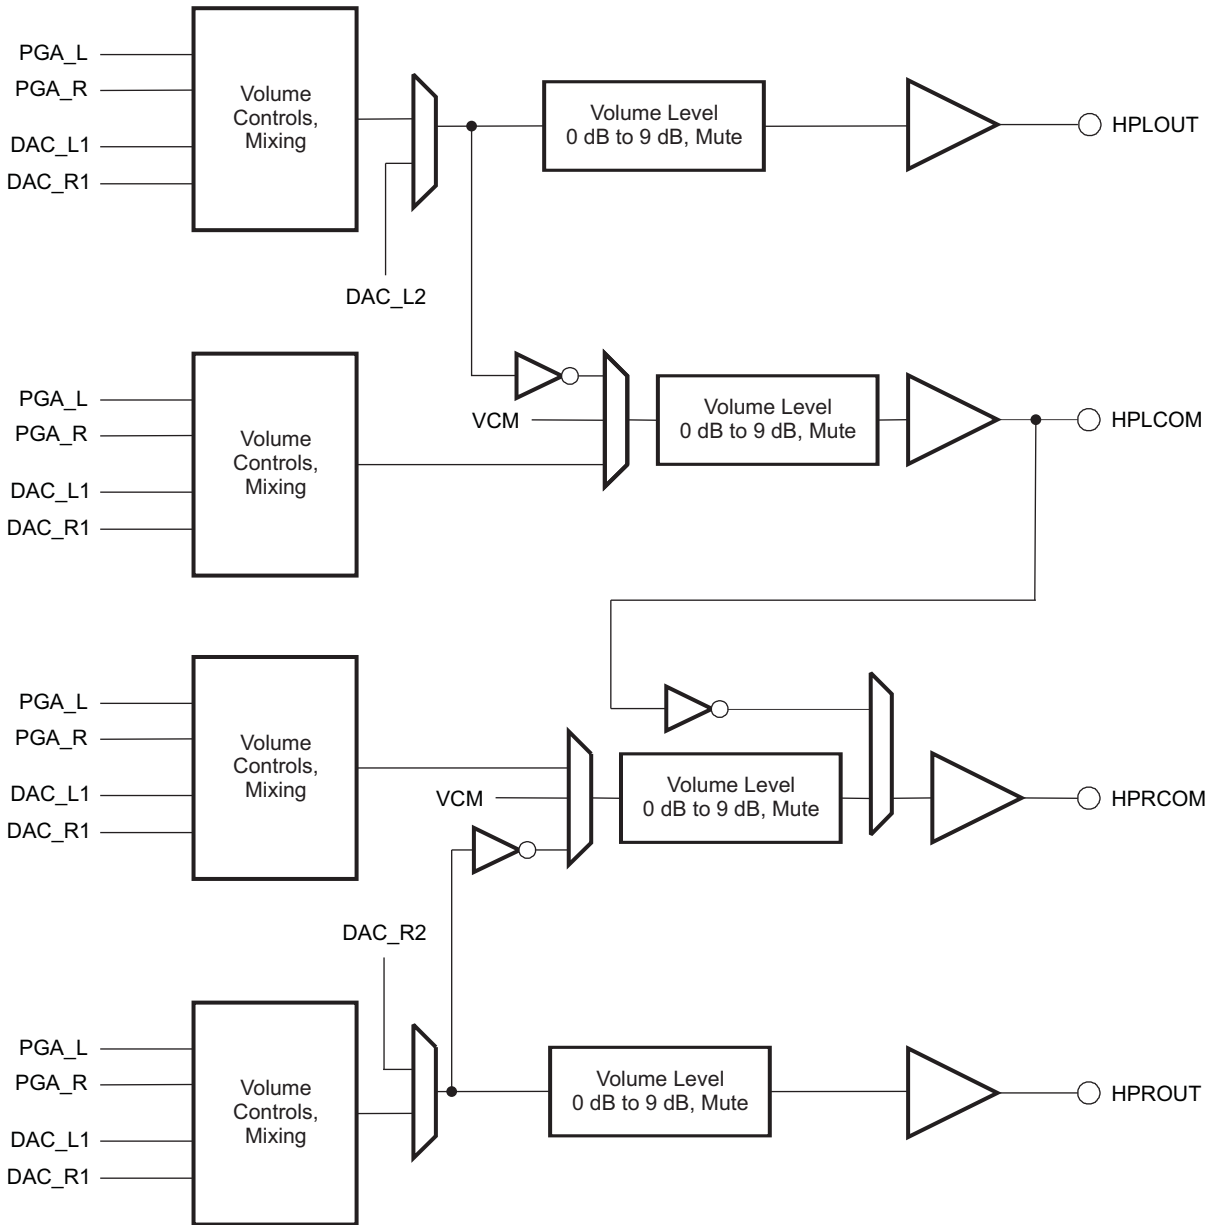 PGA_L
PGA_R
DAC_L1
DAC_R1
Volume
Controls,
Mixing
DAC_L2
Volume Level
0 dB to 9 dB, Mute
HPLOUT
PGA_L
PGA_R
DAC_L1
DAC_R1
Volume
Controls,
Mixing
VCM
Volume Level
0 dB to 9 dB, Mute
HPLCOM
PGA_L
PGA_R
DAC_L1
DAC_R1
Volume
Controls,
Mixing
VCM
Volume Level
0 dB to 9 dB, Mute
HPRCOM
DAC_R2
PGA_L
PGA_R
DAC_L1
DAC_R1
Volume
Controls,
Mixing
Volume Level
0 dB to 9 dB, Mute
HPROUT